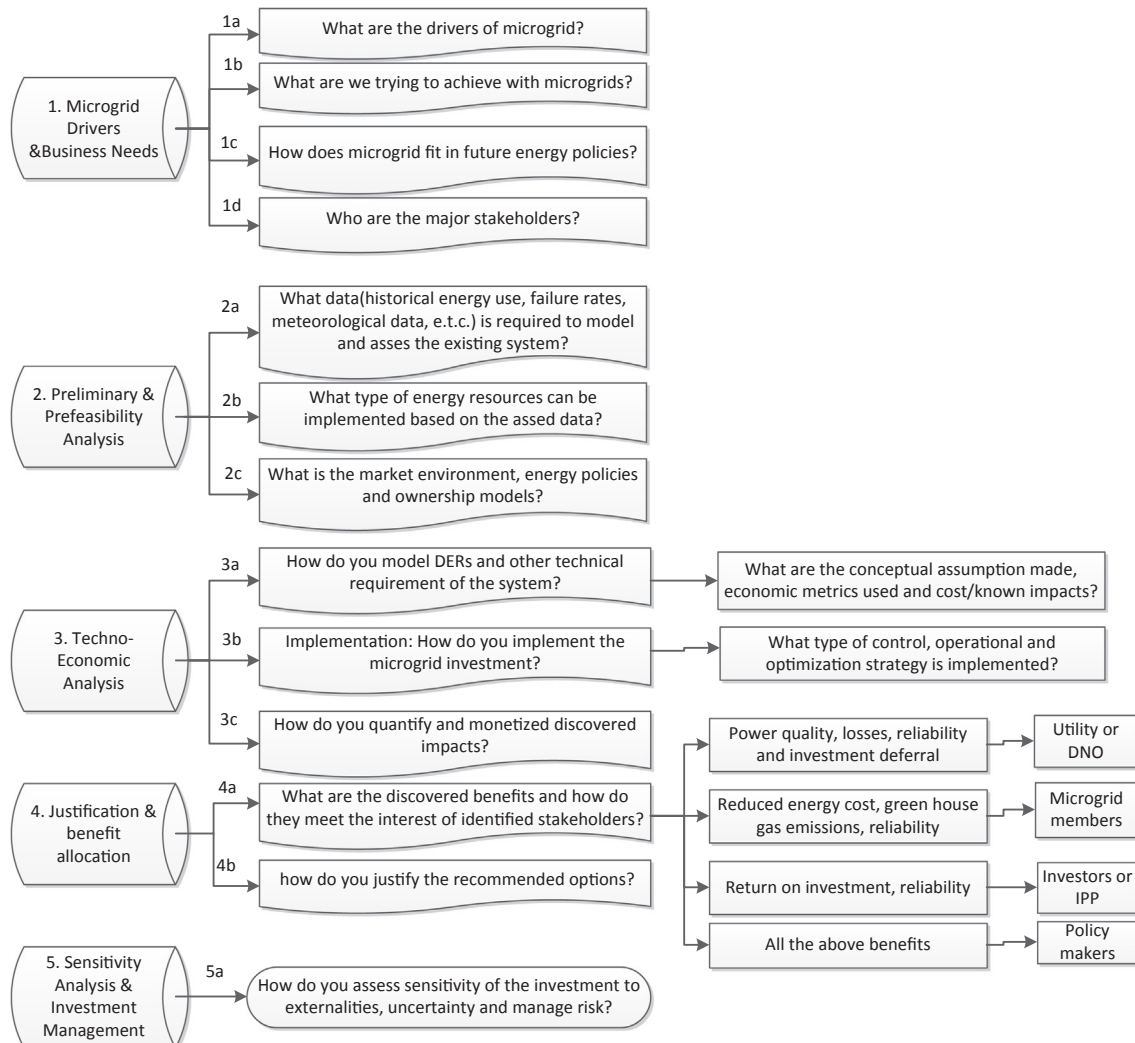 1. Microgrid
Drivers
&Business Needs
1a
What are the drivers of microgrid?
1b
What are we trying to achieve with microgrids?
1c
How does microgrid fit in future energy policies?
1d
Who are the major stakeholders?
2. Preliminary &
Prefeasibility
Analysis
2a
What data(historical energy use, failure rates,
meteorological data, e.t.c.) is required to model
and asses the existing system?
2b
What type of energy resources can be
implemented based on the assed data?
2c
What is the market environment, energy policies
and ownership models?
3. Techno-
Economic
Analysis
3a
How do you model DERs and other technical
requirement of the system?
What are the conceptual assumption made,
economic metrics used and cost/known impacts?
3b
Implementation: How do you implement the
microgrid investment?
What type of control, operational and
optimization strategy is implemented?
3c
How do you quantify and monetized discovered
impacts?
4. Justification &
benefit
allocation
4a
What are the discovered benefits and how do
they meet the interest of identified stakeholders?
Power quality, losses, reliability
and investment deferral
Utility or
DNO
Reduced energy cost, green house
gas emissions, reliability
Microgrid
members
Return on investment, reliability
Investors or
IPP
All the above benefits
Policy
makers
4b
how do you justify the recommended options?
5. Sensitivity
Analysis &
Investment
Management
5a
How do you assess sensitivity of the investment to
externalities, uncertainty and manage risk?